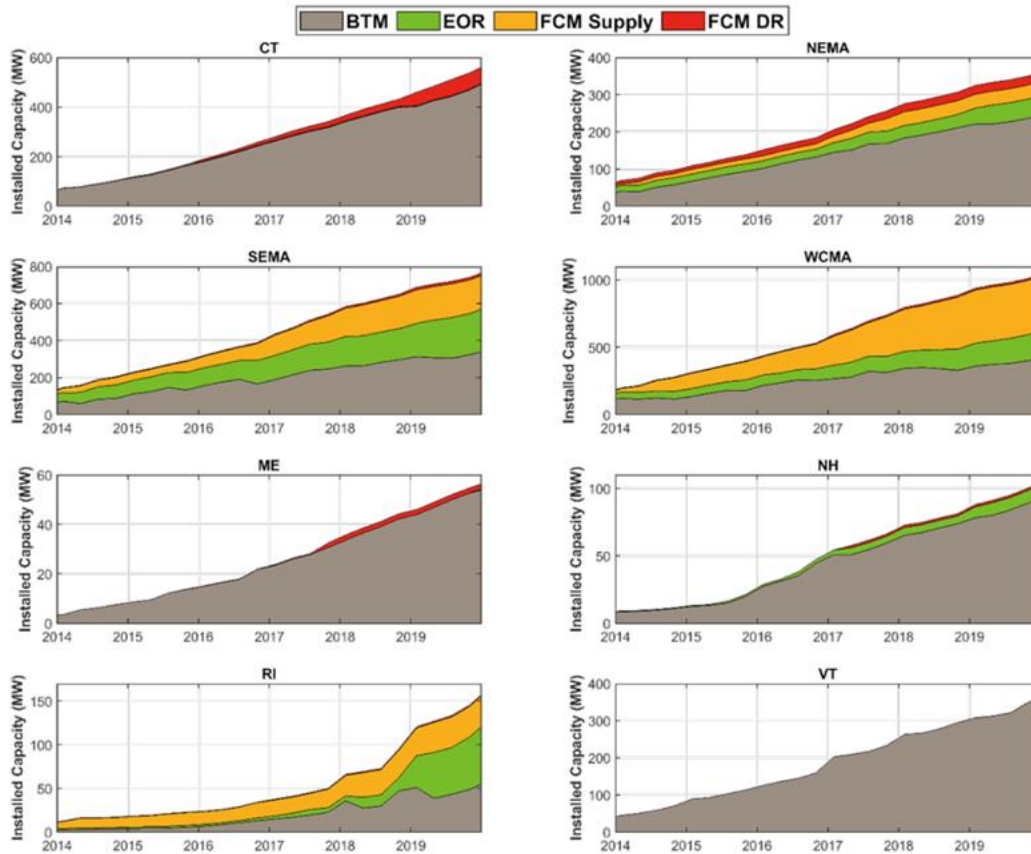 BTM EOR FCM Supply FCM DR
CT
Installed Capacity (MW)
600
400
200
0
2014 2015 2016 2017 2018 2019
NEMA
Installed Capacity (MW)
400
300
200
100
0
2014 2015 2016 2017 2018 2019
SEMA
Installed Capacity (MW)
800
600
400
200
0
2014 2015 2016 2017 2018 2019
WCMA
Installed Capacity (MW)
1000
500
0
2014 2015 2016 2017 2018 2019
ME
Installed Capacity (MW)
60
40
20
0
2014 2015 2016 2017 2018 2019
NH
Installed Capacity (MW)
100
50
0
2014 2015 2016 2017 2018 2019
RI
Installed Capacity (MW)
150
100
50
0
2014 2015 2016 2017 2018 2019
VT
Installed Capacity (MW)
400
300
200
100
0
2014 2015 2016 2017 2018 2019